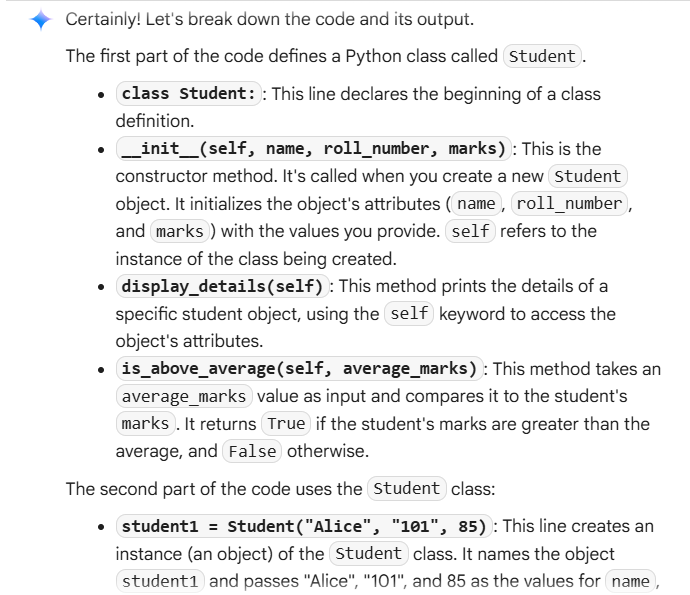 Certainly! Let's break down the code and its output.
The first part of the code defines a Python class called Student.
• class Student:: This line declares the beginning of a class
definition.
• __init__(self, name, roll_number, marks): This is the
constructor method. It's called when you create a new Student
object. It initializes the object's attributes (name, roll_number,
and marks) with the values you provide. self refers to the
instance of the class being created.
• display_details(self): This method prints the details of a
specific student object, using the self keyword to access the
object's attributes.
• is_above_average(self, average_marks): This method takes an
average_marks value as input and compares it to the student's
marks. It returns True if the student's marks are greater than the
average, and False otherwise.
The second part of the code uses the Student class:
• student1 = Student("Alice", "101", 85): This line creates an
instance (an object) of the Student class. It names the object
student1 and passes "Alice", "101", and 85 as the values for name,